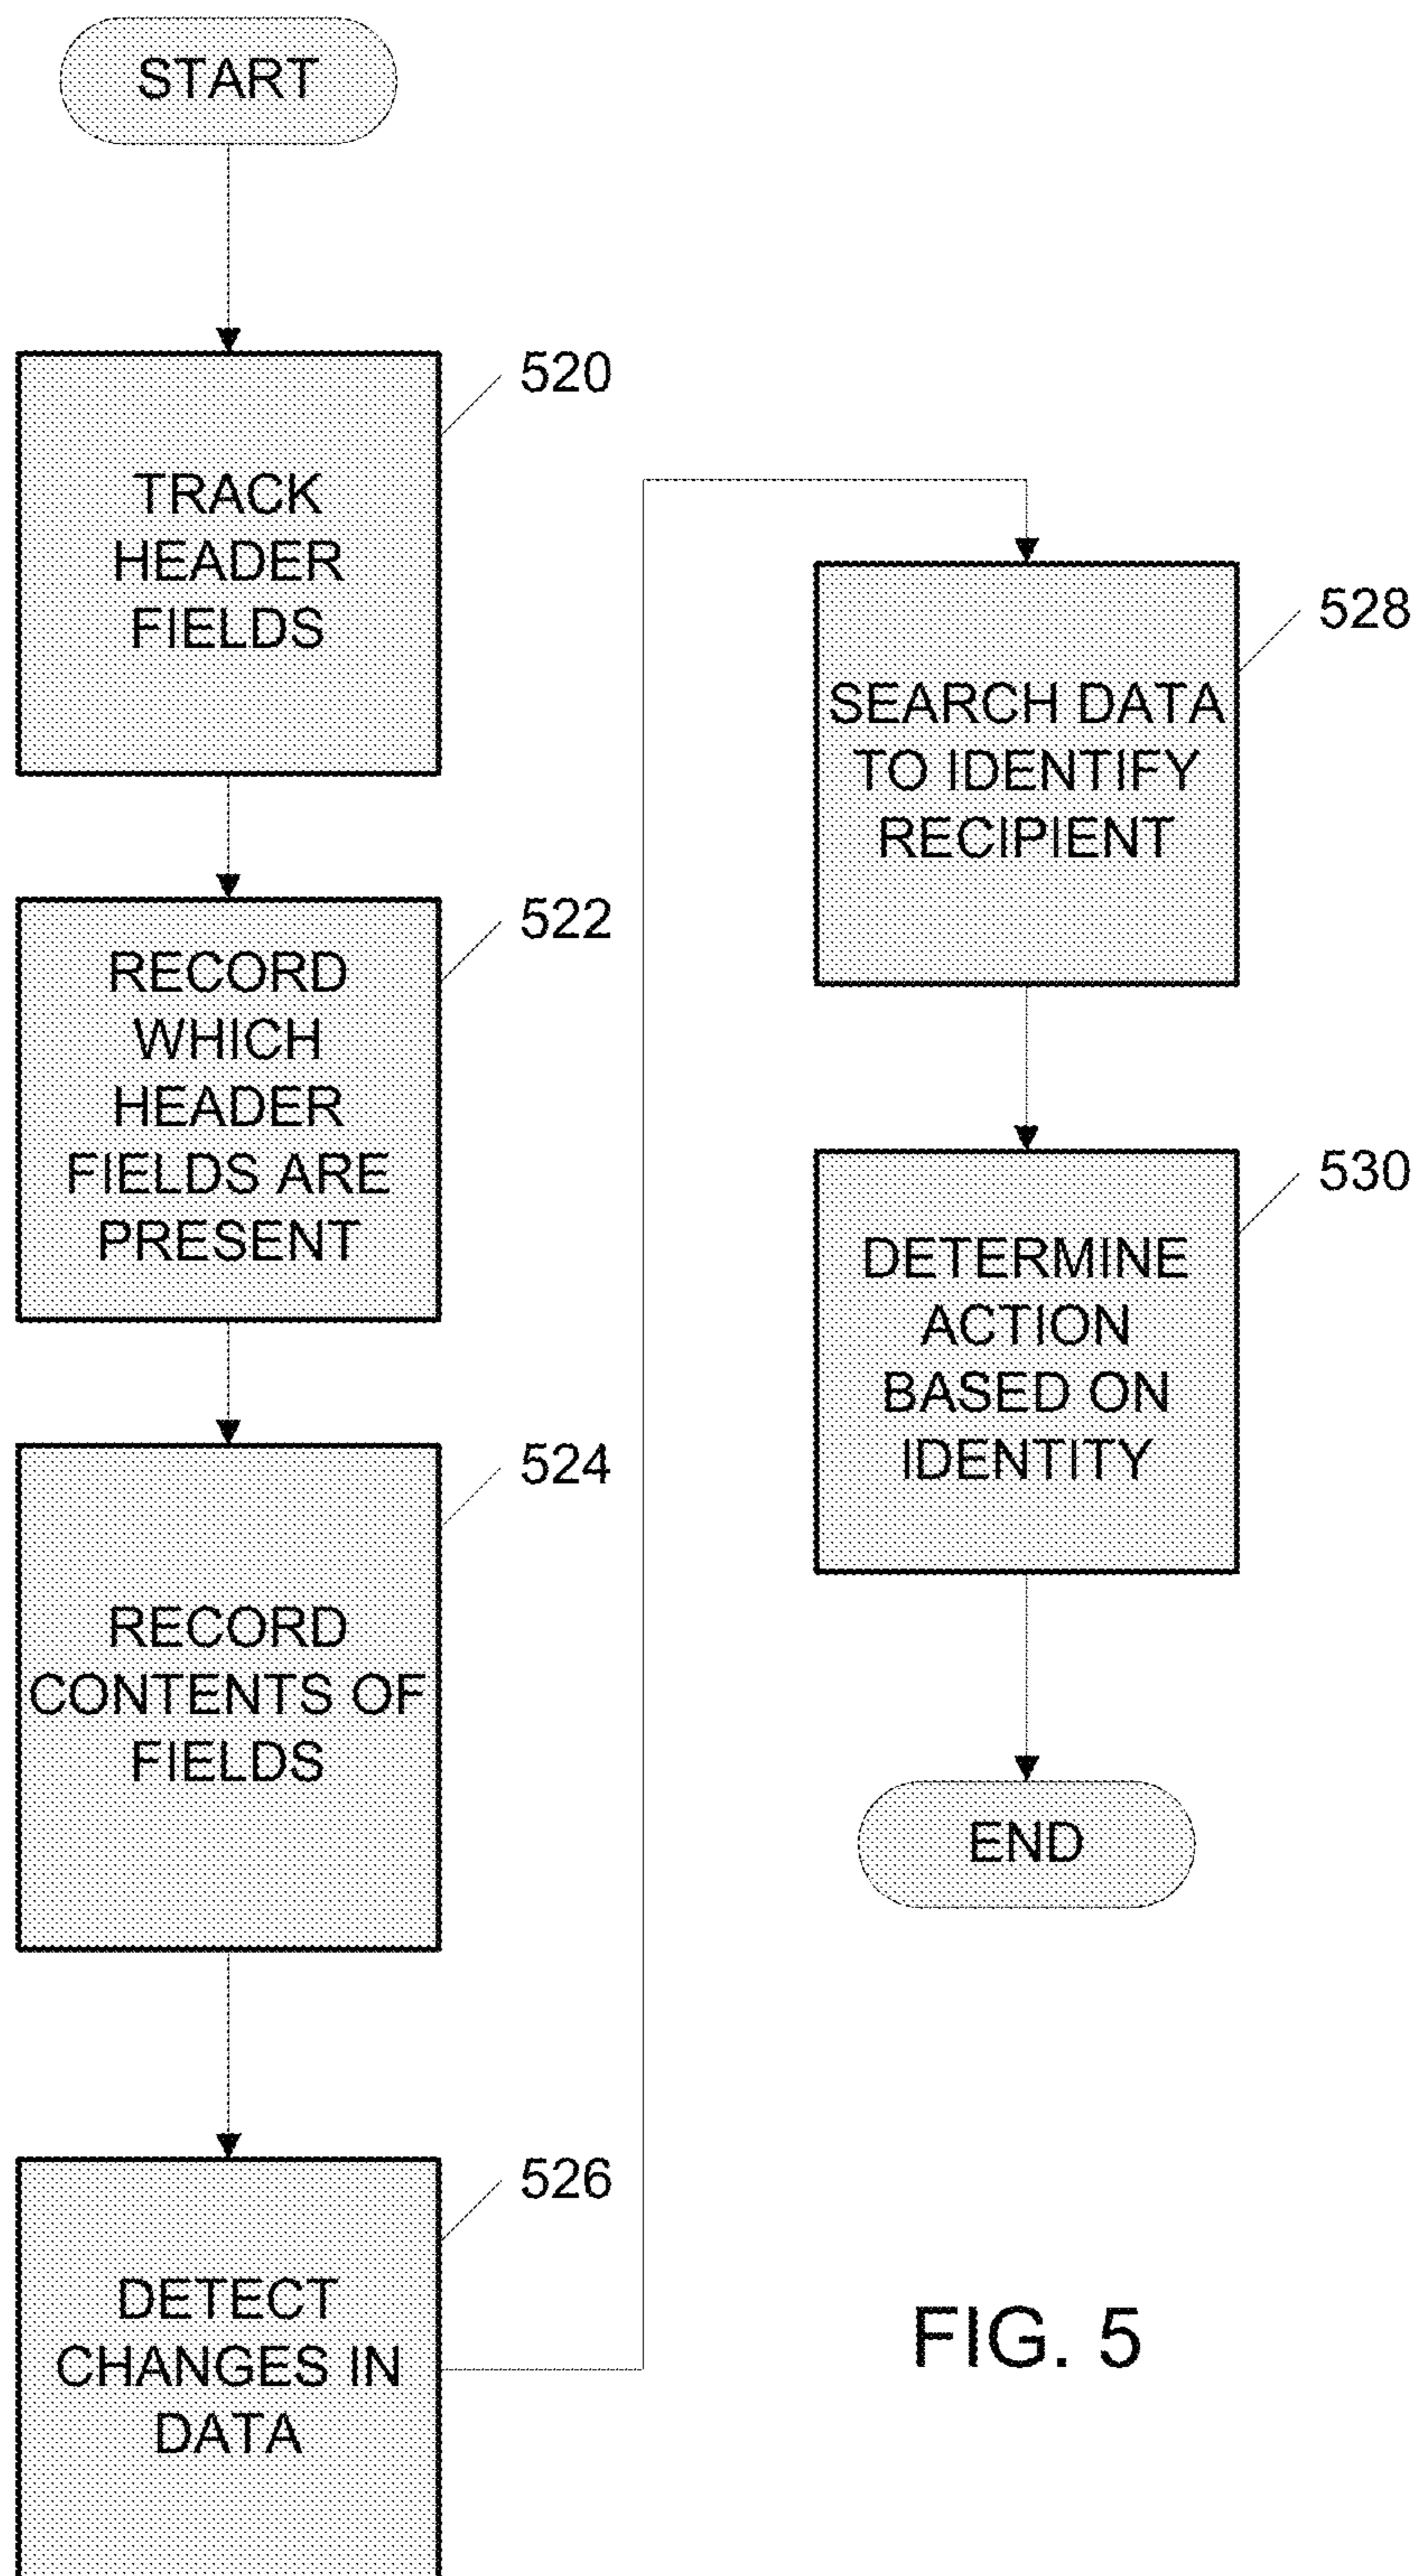 START
520
TRACK
HEADER
FIELDS
522
RECORD
WHICH
HEADER
FIELDS ARE
PRESENT
524
RECORD
CONTENTS OF
FIELDS
526
DETECT
CHANGES IN
DATA
528
SEARCH DATA
TO IDENTIFY
RECIPIENT
530
DETERMINE
ACTION
BASED ON
IDENTITY
END
FIG. 5